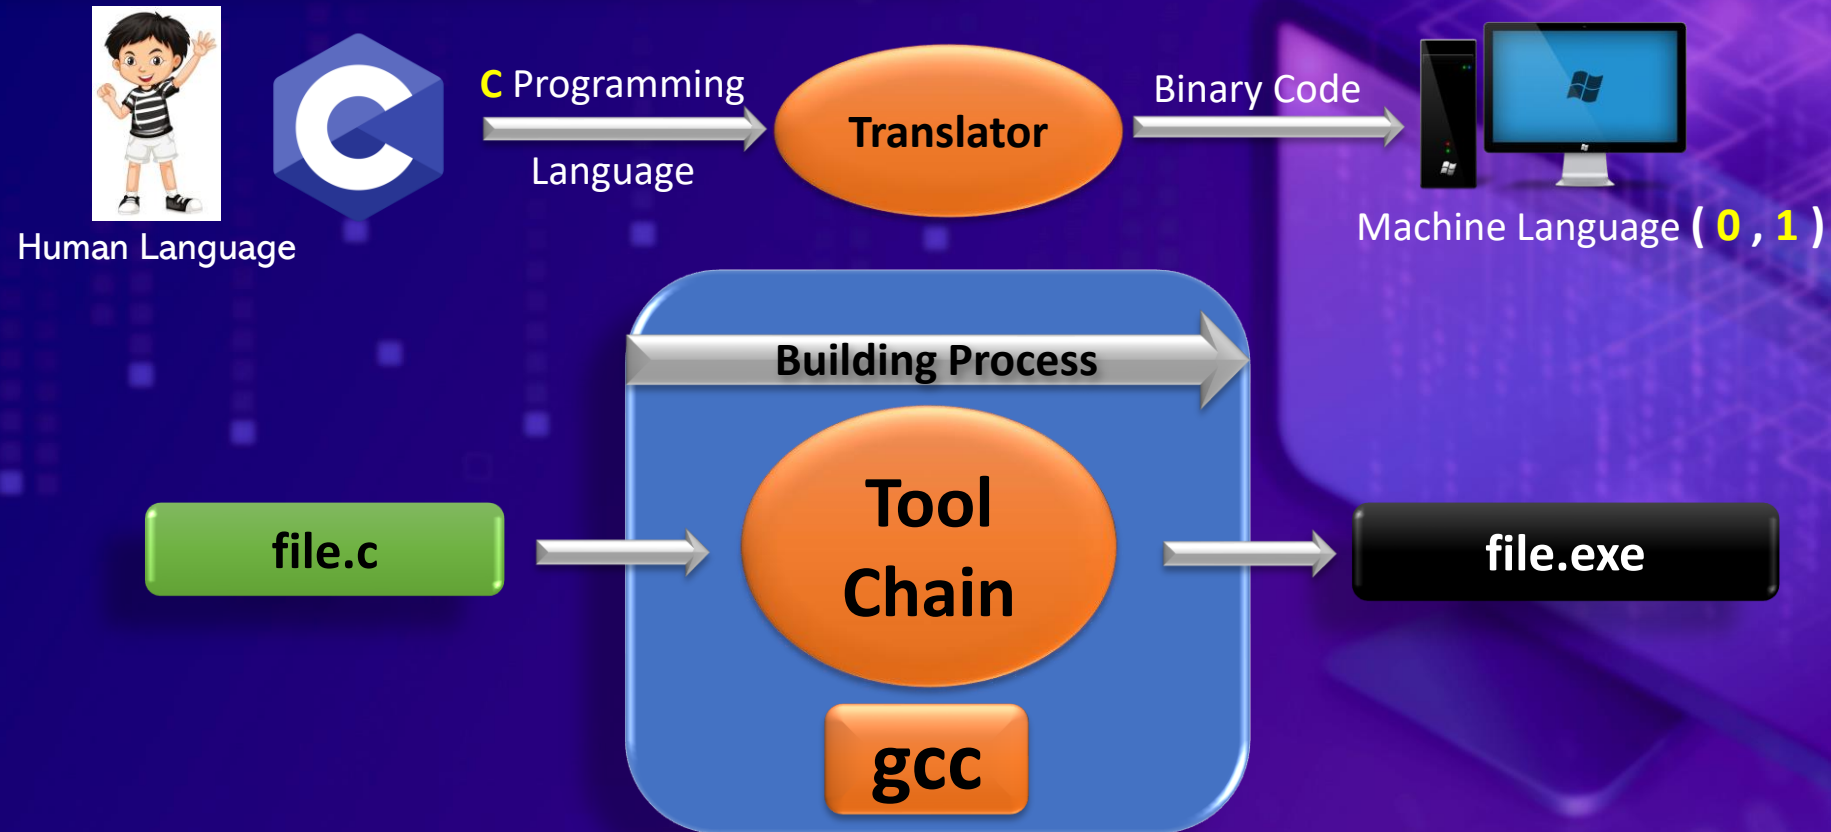 C Programming
Language
Translator
Binary Code
Human Language
Machine Language ( 0 , 1 )
Building Process
Tool
Chain
file.c
file.exe
gcc